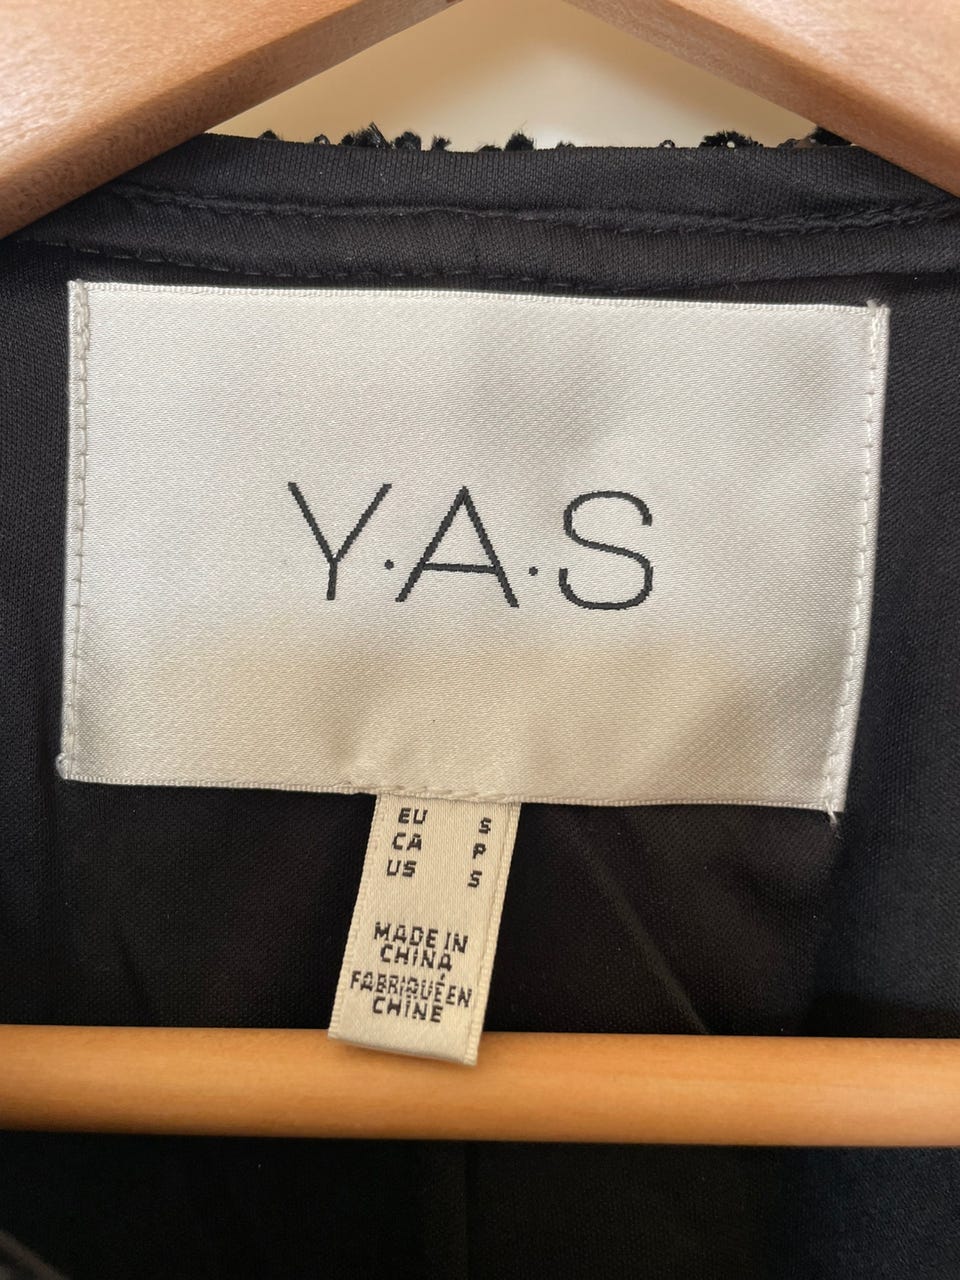 Y·A·S
EU S
CA P
US S
MADE IN
CHINA
FABRIQUÉ EN
CHINE